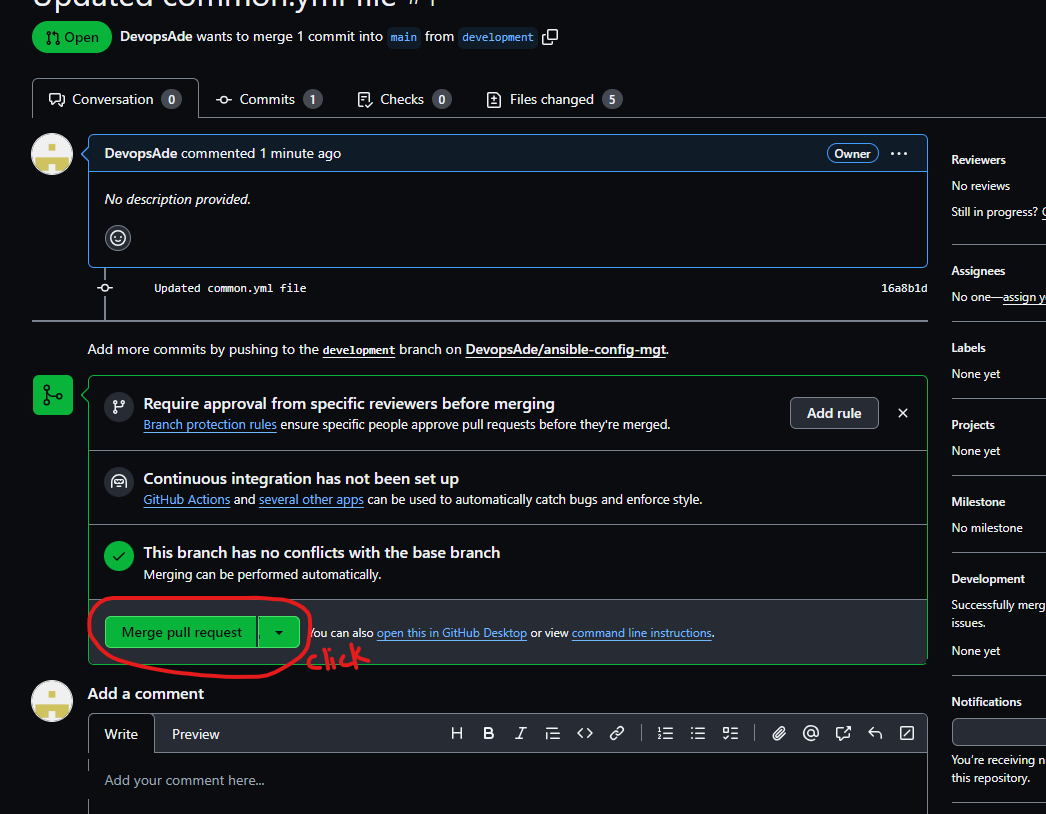 Updated common.yml file #1
Open DevopsAde wants to merge 1 commit into main from development
Conversation 0 Commits 1 Checks 0 Files changed 5
DevopsAde commented 1 minute ago Owner
No description provided.
Updated common.yml file 16a8b1d
Add more commits by pushing to the development branch on DevopsAde/ansible-config-mgt.
Require approval from specific reviewers before merging
Branch protection rules ensure specific people approve pull requests before they're merged.
Add rule
Continuous integration has not been set up
GitHub Actions and several other apps can be used to automatically catch bugs and enforce style.
This branch has no conflicts with the base branch
Merging can be performed automatically.
Merge pull request You can also open this in GitHub Desktop or view command line instructions.
click
Add a comment
Write Preview
Add your comment here...
Reviewers
No reviews
Still in progress?
Assignees
No one—assign y
Labels
None yet
Projects
None yet
Milestone
No milestone
Development
Successfully merg
issues.
None yet
Notifications
You're receiving n
this repository.